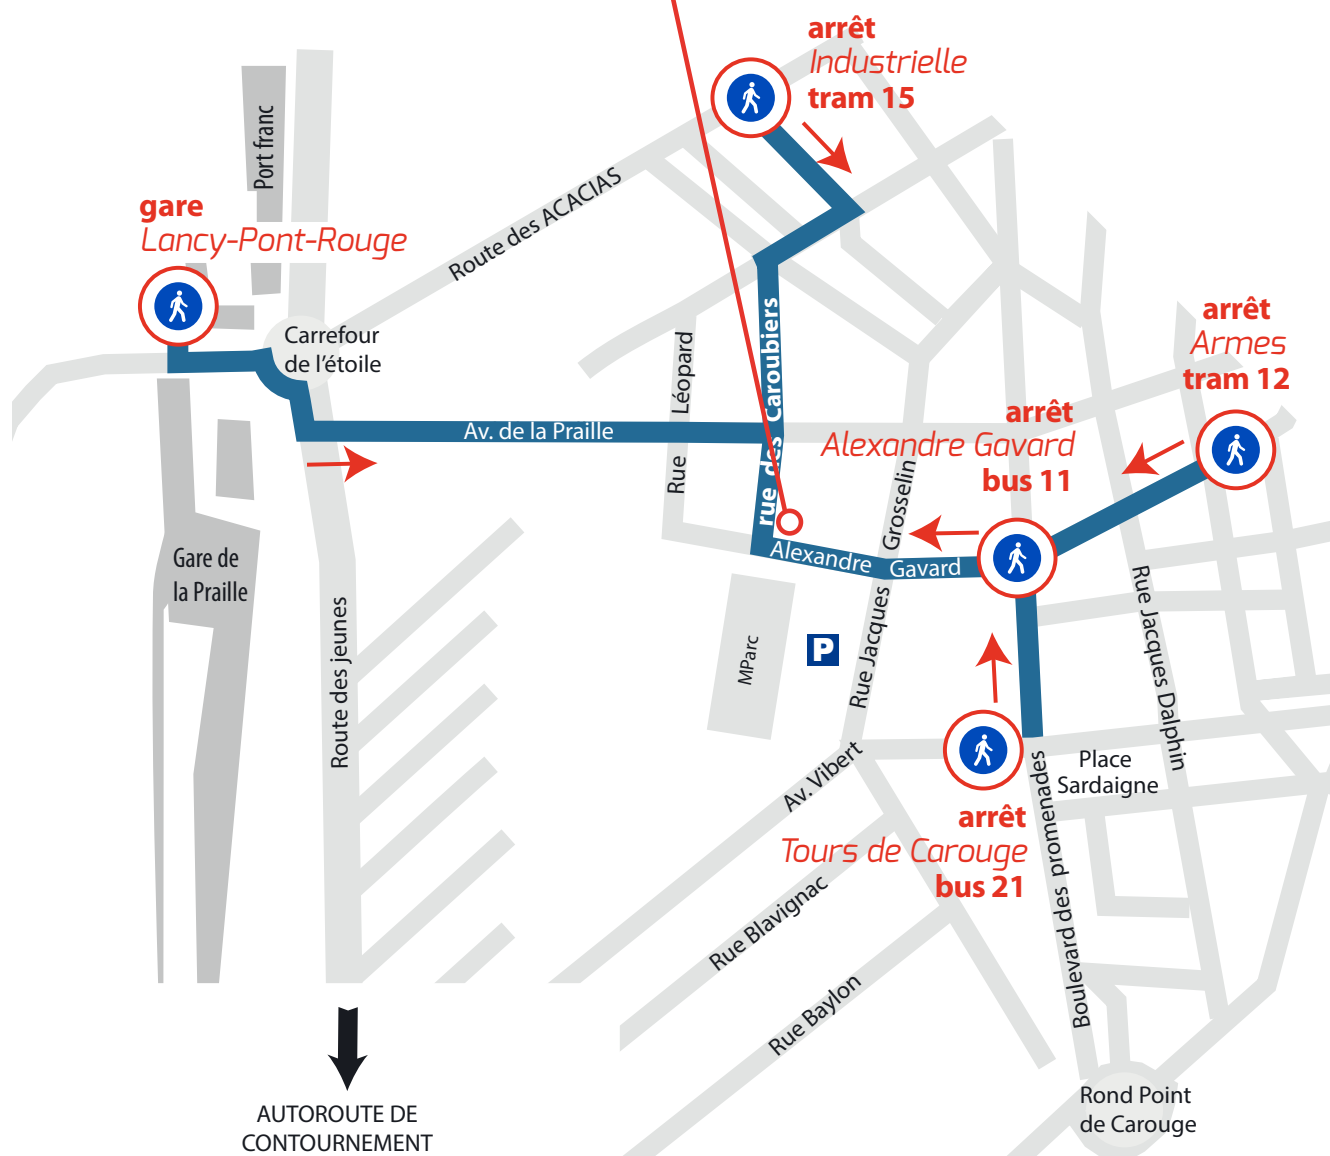 arrêt
Industrielle
tram 15
Port franc
gare
Lancy-Pont-Rouge
Route des ACACIAS
Carrefour
de l’étoile
arrêt
Armes
tram 12
rue des Caroubiers
Rue Léopard
Av. de la Praille
arrêt
Alexandre Gavard
bus 11
Rue Jacques Grosselin
Alexandre Gavard
Gare de
la Praille
Route des jeunes
MParc
P
Rue Jacques Dalphin
Av. Vibert
Place
Sardaigne
arrêt
Tours de Carouge
bus 21
Boulevard des promenades
Rue Blavignac
Rue Baylon
Rond Point
de Carouge
AUTOROUTE DE
CONTOURNEMENT